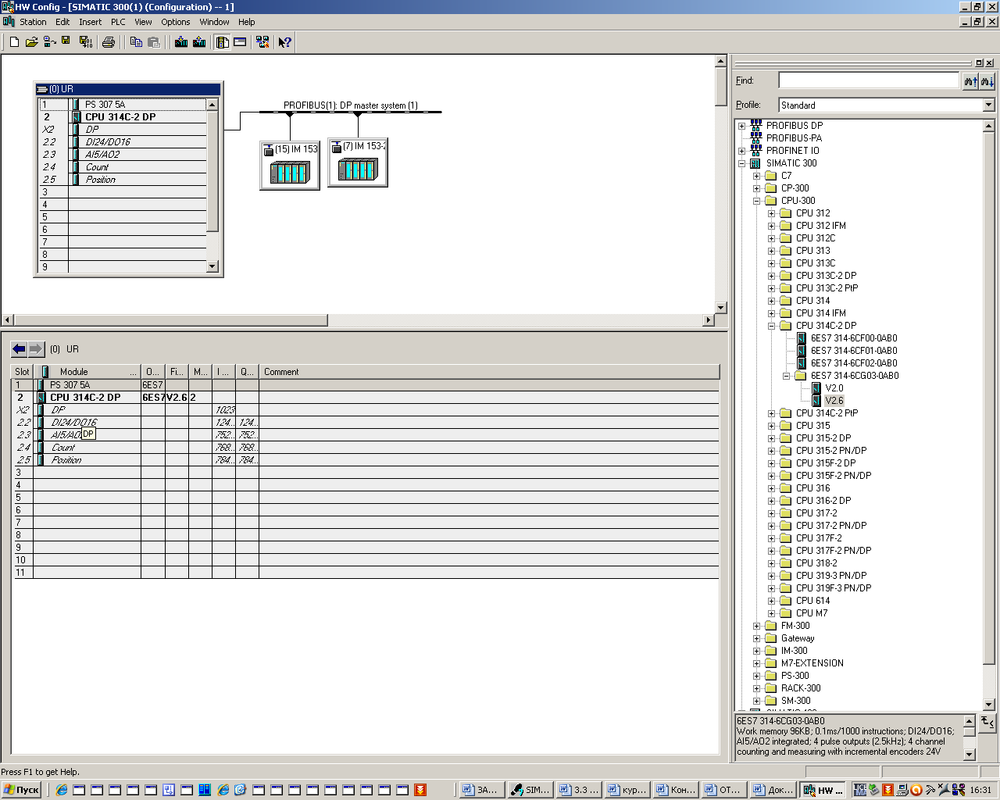 HW Config - [SIMATIC 300(1) (Configuration) -- 1]
Station Edit Insert PLC View Options Window Help
(0) UR
1 PS 307 5A
2 CPU 314C-2 DP
X2 DP
2.2 DI24/DO16
2.3 AI5/AO2
2.4 Count
2.5 Position
3
4
5
6
7
8
9
PROFIBUS(1): DP master system (1)
(15) IM 153
(7) IM 153-2
Find:
Profile: Standard
PROFIBUS DP
PROFIBUS-PA
PROFINET IO
SIMATIC 300
C7
CP-300
CPU-300
CPU 312
CPU 312 IFM
CPU 312C
CPU 313
CPU 313C
CPU 313C-2 DP
CPU 313C-2 PtP
CPU 314
CPU 314 IFM
CPU 314C-2 DP
6ES7 314-6CF00-0AB0
6ES7 314-6CF01-0AB0
6ES7 314-6CF02-0AB0
6ES7 314-6CG03-0AB0
V2.0
V2.6
CPU 314C-2 PtP
CPU 315
CPU 315-2 DP
CPU 315-2 PN/DP
CPU 315F-2 DP
CPU 315F-2 PN/DP
CPU 316
CPU 316-2 DP
CPU 317-2
CPU 317-2 PN/DP
CPU 317F-2
CPU 317F-2 PN/DP
CPU 318-2
CPU 319-3 PN/DP
CPU 319F-3 PN/DP
CPU 614
CPU M7
FM-300
Gateway
IM-300
M7-EXTENSION
PS-300
RACK-300
SM-300
6ES7 314-6CG03-0AB0
Work memory 96KB; 0.1ms/1000 instructions; DI24/DO16;
AI5/AO2 integrated; 4 pulse outputs (2.5kHz); 4 channel
counting and measuring with incremental encoders 24V
(0) UR
Slot Module ... O... Fi... M... I ... Q... Comment
1 PS 307 5A 6ES7
2 CPU 314C-2 DP 6ES7 V2.6 2
X2 DP 1023
2.2 DI24/DO16 124... 124...
2.3 AI5/AO 752... 752...
DP
2.4 Count 768... 768...
2.5 Position 784... 784...
3
4
5
6
7
8
9
10
11
Press F1 to get Help.
Пуск ЗА... SIM... 3.3 ... кур... Кон... ОТ... Док... HW ... 16:31